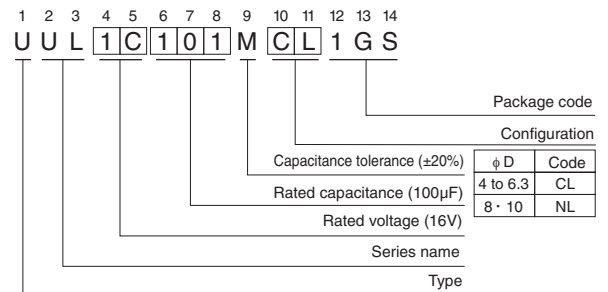 1 2 3 4 5 6 7 8 9 10 11 12 13 14
U U L 1 C 1 0 1 M C L 1 G S
Package code
Configuration
Capacitance tolerance (±20%)
φ D Code
4 to 6.3 CL
8 · 10 NL
Rated capacitance (100µF)
Rated voltage (16V)
Series name
Type